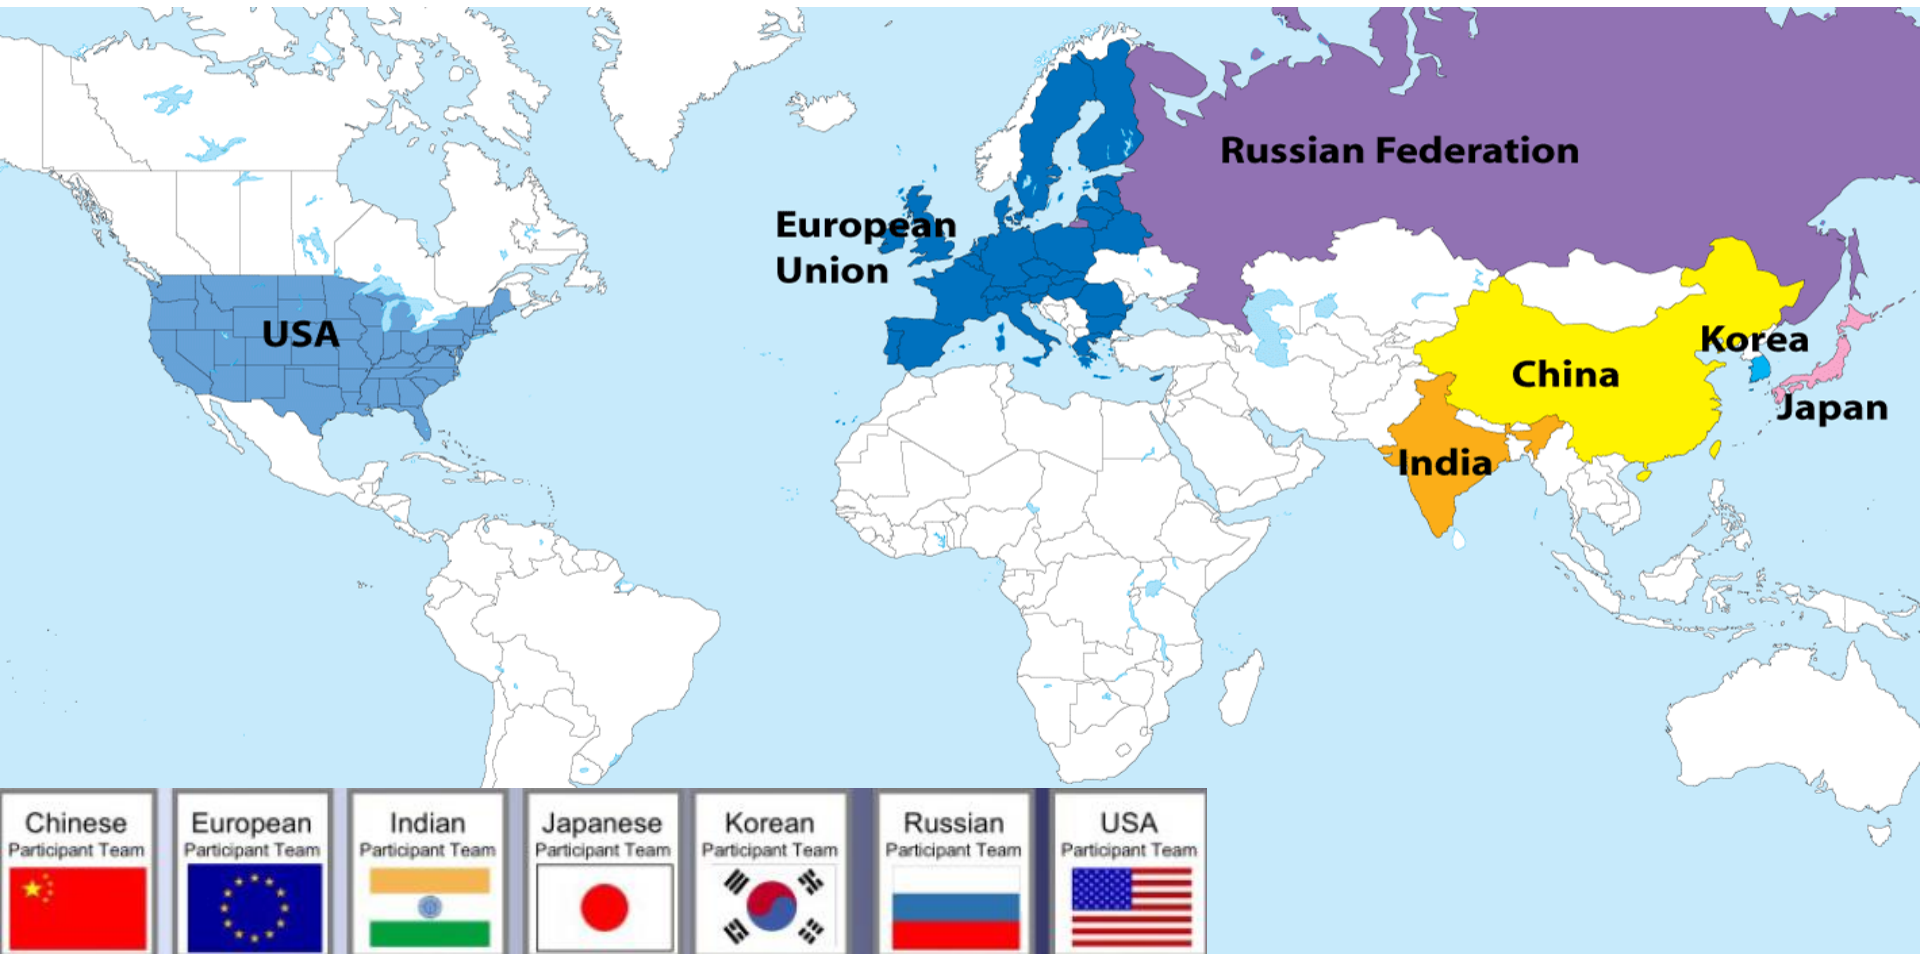 Russian Federation
European
Union
USA
Korea
China
Japan
India
Chinese
Participant Team
European
Participant Team
Indian
Participant Team
Japanese
Participant Team
Korean
Participant Team
Russian
Participant Team
USA
Participant Team